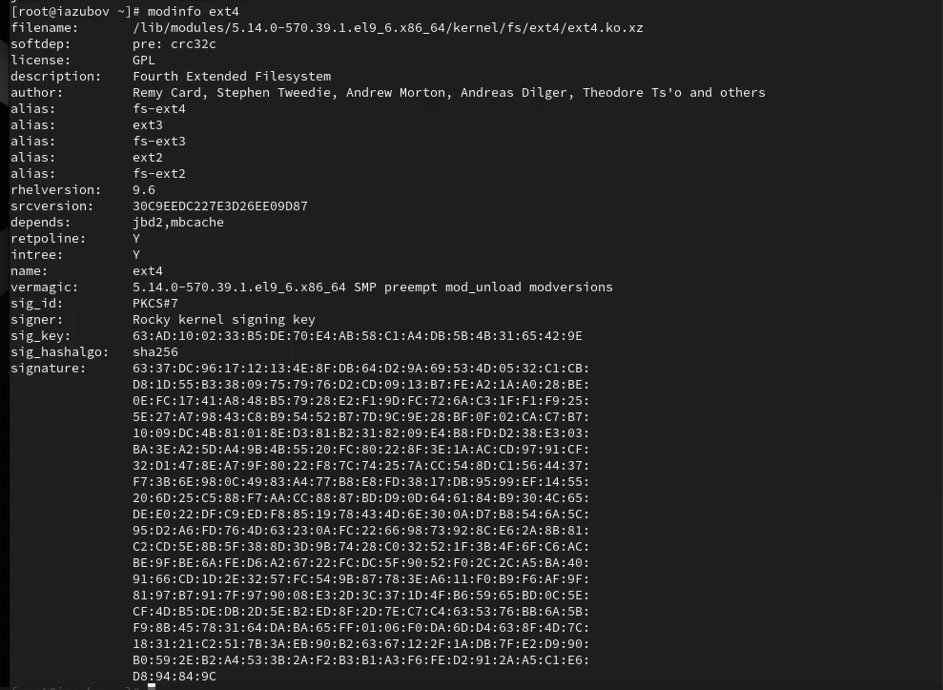 [root@iazubov ~]# modinfo ext4
filename:       /lib/modules/5.14.0-570.39.1.el9_6.x86_64/kernel/fs/ext4/ext4.ko.xz
softdep:        pre: crc32c
license:        GPL
description:    Fourth Extended Filesystem
author:         Remy Card, Stephen Tweedie, Andrew Morton, Andreas Dilger, Theodore Ts'o and others
alias:          fs-ext4
alias:          ext3
alias:          fs-ext3
alias:          ext2
alias:          fs-ext2
rhelversion:    9.6
srcversion:     30C9EEDC227E3D26EE09D87
depends:        jbd2,mbcache
retpoline:      Y
intree:         Y
name:           ext4
vermagic:       5.14.0-570.39.1.el9_6.x86_64 SMP preempt mod_unload modversions
sig_id:         PKCS#7
signer:         Rocky kernel signing key
sig_key:        63:AD:10:02:33:B5:DE:70:E4:AB:58:C1:A4:DB:5B:4B:31:65:42:9E
sig_hashalgo:   sha256
signature:      63:37:DC:96:17:12:13:4E:8F:DB:64:D2:9A:69:53:4D:05:32:C1:CB:
                D8:1D:55:B3:38:09:75:79:76:D2:CD:09:13:B7:FE:A2:1A:A0:28:BE:
                0E:FC:17:41:A8:48:B5:79:28:E2:F1:9D:FC:72:6A:C3:1F:F1:F9:25:
                5E:27:A7:98:43:C8:B9:54:52:B7:7D:9C:9E:28:BF:0F:02:CA:C7:B7:
                10:09:DC:4B:81:01:8E:D3:81:B2:31:82:09:E4:B8:FD:D2:38:E3:03:
                BA:3E:A2:5D:A4:9B:4B:55:20:FC:80:22:8F:3E:1A:AC:CD:97:91:CF:
                32:D1:47:8E:A7:9F:80:22:F8:7C:74:25:7A:CC:54:8D:C1:56:44:37:
                F7:3B:6E:98:0C:49:83:A4:77:B8:E8:FD:38:17:DB:95:99:EF:14:55:
                20:6D:25:C5:88:F7:AA:CC:88:87:BD:D9:0D:64:61:84:B9:30:4C:65:
                DE:E0:22:DF:C9:ED:F8:85:19:78:43:4D:6E:30:0A:D7:B8:54:6A:5C:
                95:D2:A6:FD:76:4D:63:23:0A:FC:22:66:98:73:92:8C:E6:2A:8B:81:
                C2:CD:5E:8B:5F:38:8D:3D:9B:74:28:C0:32:52:1F:3B:4F:6F:C6:AC:
                BE:9F:BE:6A:FE:D6:A2:67:22:FC:DC:5F:90:52:F0:2C:2C:A5:BA:40:
                91:66:CD:1D:2E:32:57:FC:54:9B:87:78:3E:A6:11:F0:B9:F6:AF:9F:
                81:97:B7:91:7F:97:90:08:E3:2D:3C:37:1D:4F:B6:59:65:BD:0C:5E:
                CF:4D:B5:DE:DB:2D:5E:B2:ED:8F:2D:7E:C7:C4:63:53:76:BB:6A:5B:
                F9:8B:45:78:31:64:DA:BA:65:FF:01:06:F0:DA:6D:D4:63:8F:4D:7C:
                18:31:21:C2:51:7B:3A:EB:90:B2:63:67:12:2F:1A:DB:7F:E2:D9:90:
                B0:59:2E:B2:A4:53:3B:2A:F2:B3:B1:A3:F6:FE:D2:91:2A:A5:C1:E6:
                D8:94:84:9C